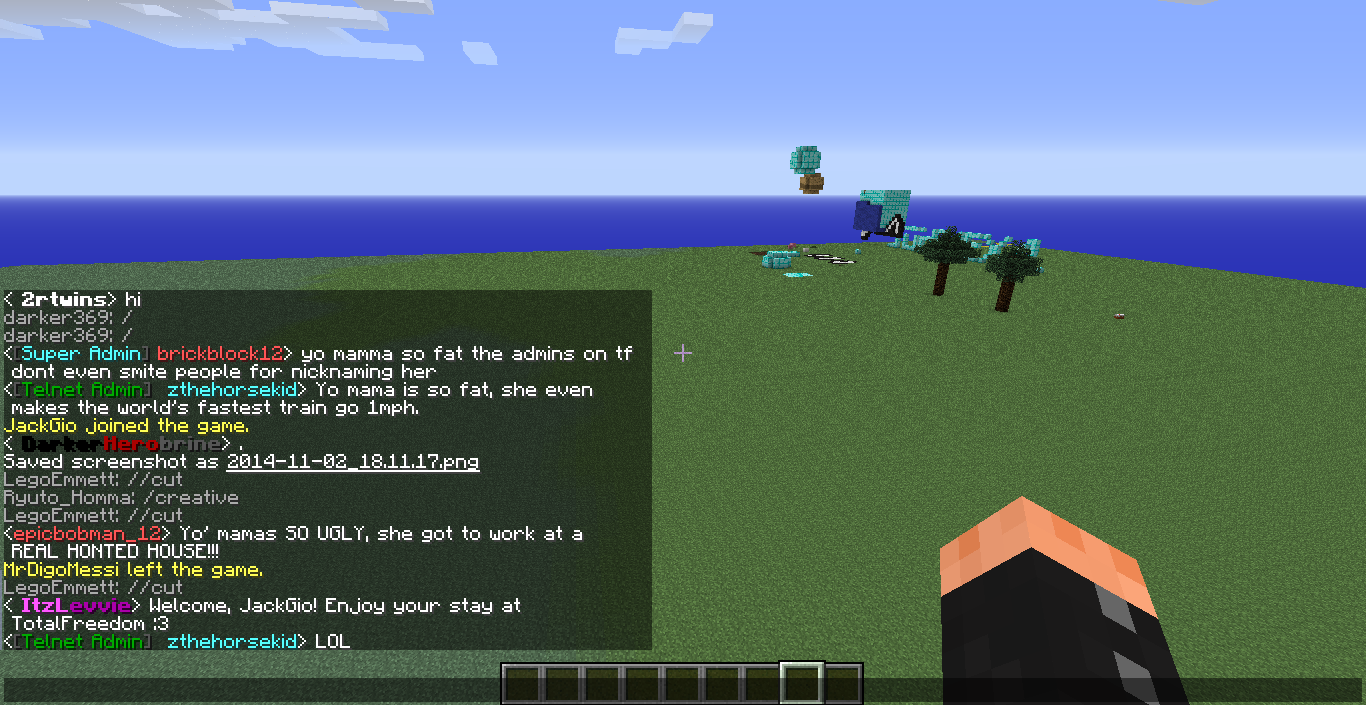 < 2rtwins> hi
darker369: /
darker369: /
<[Super Admin] brickblock12> yo mamma so fat the admins on tf
dont even smite people for nicknaming her
<[Telnet Admin] zthehorsekid> Yo mama is so fat, she even
makes the world's fastest train go 1mph.
JackGio joined the game.
< DarkerHerobrine> .
Saved screenshot as 2014-11-02_18.11.17.png
LegoEmmett: //cut
Ryuto_Homma: /creative
LegoEmmett: //cut
<epicbobman_12> Yo' mamas SO UGLY, she got to work at a
REAL HONTED HOUSE!!!
MrDigoMessi left the game.
LegoEmmett: //cut
< ItzLevvie> Welcome, JackGio! Enjoy your stay at
TotalFreedom :3
<[Telnet Admin] zthehorsekid> LOL